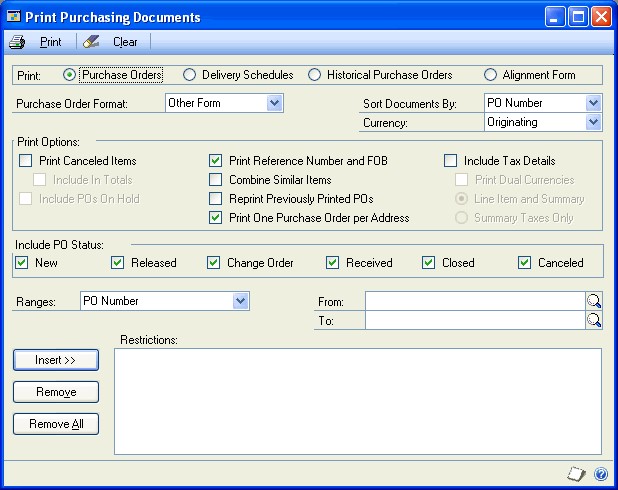 Print Purchasing Documents
Print Clear
Print: Purchase Orders Delivery Schedules Historical Purchase Orders Alignment Form
Purchase Order Format: Other Form Sort Documents By: PO Number
Currency: Originating
Print Options:
Print Canceled Items Print Reference Number and FOB Include Tax Details
Include In Totals Combine Similar Items Print Dual Currencies
Include POs On Hold Reprint Previously Printed POs Line Item and Summary
Print One Purchase Order per Address Summary Taxes Only
Include PO Status:
New Released Change Order Received Closed Canceled
Ranges: PO Number From:
To:
Restrictions:
Insert >>
Remove
Remove All